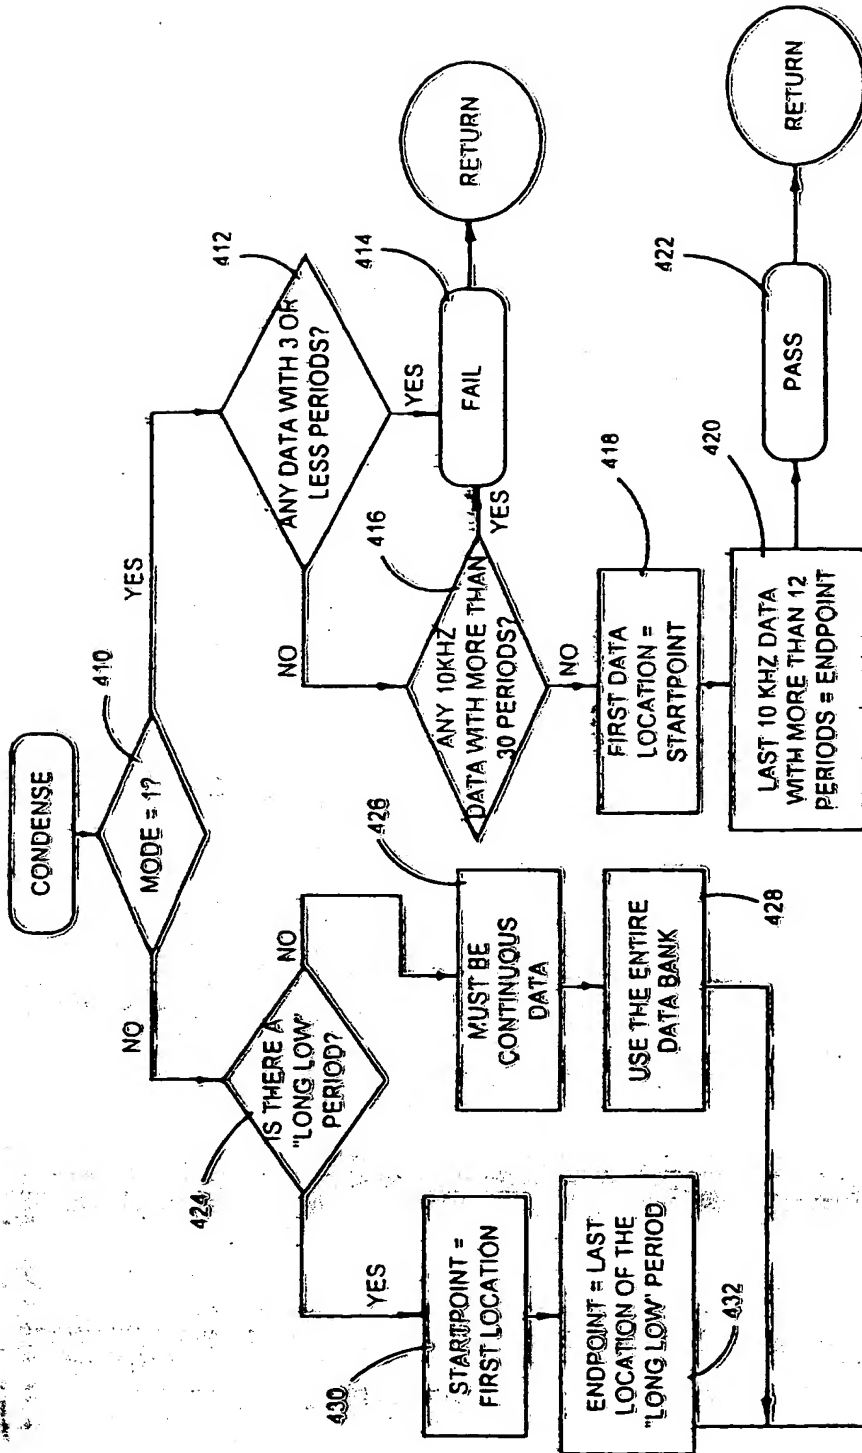 CONDENSE
410
MODE = 1?
YES
412
ANY DATA WITH 3 OR
LESS PERIODS?
YES
414
FAIL
RETURN
NO
416
ANY 10KHZ
DATA WITH MORE THAN
30 PERIODS?
YES
NO
418
FIRST DATA
LOCATION =
STARTPOINT
420
LAST 10 KHZ DATA
WITH MORE THAN 12
PERIODS = ENDPOINT
422
PASS
RETURN
NO
424
IS THERE A
"LONG LOW"
PERIOD?
NO
426
MUST BE
CONTINUOUS
DATA
428
USE THE ENTIRE
DATA BANK
YES
430
STARTPOINT =
FIRST LOCATION
ENDPOINT = LAST
LOCATION OF THE
"LONG LOW" PERIOD
432